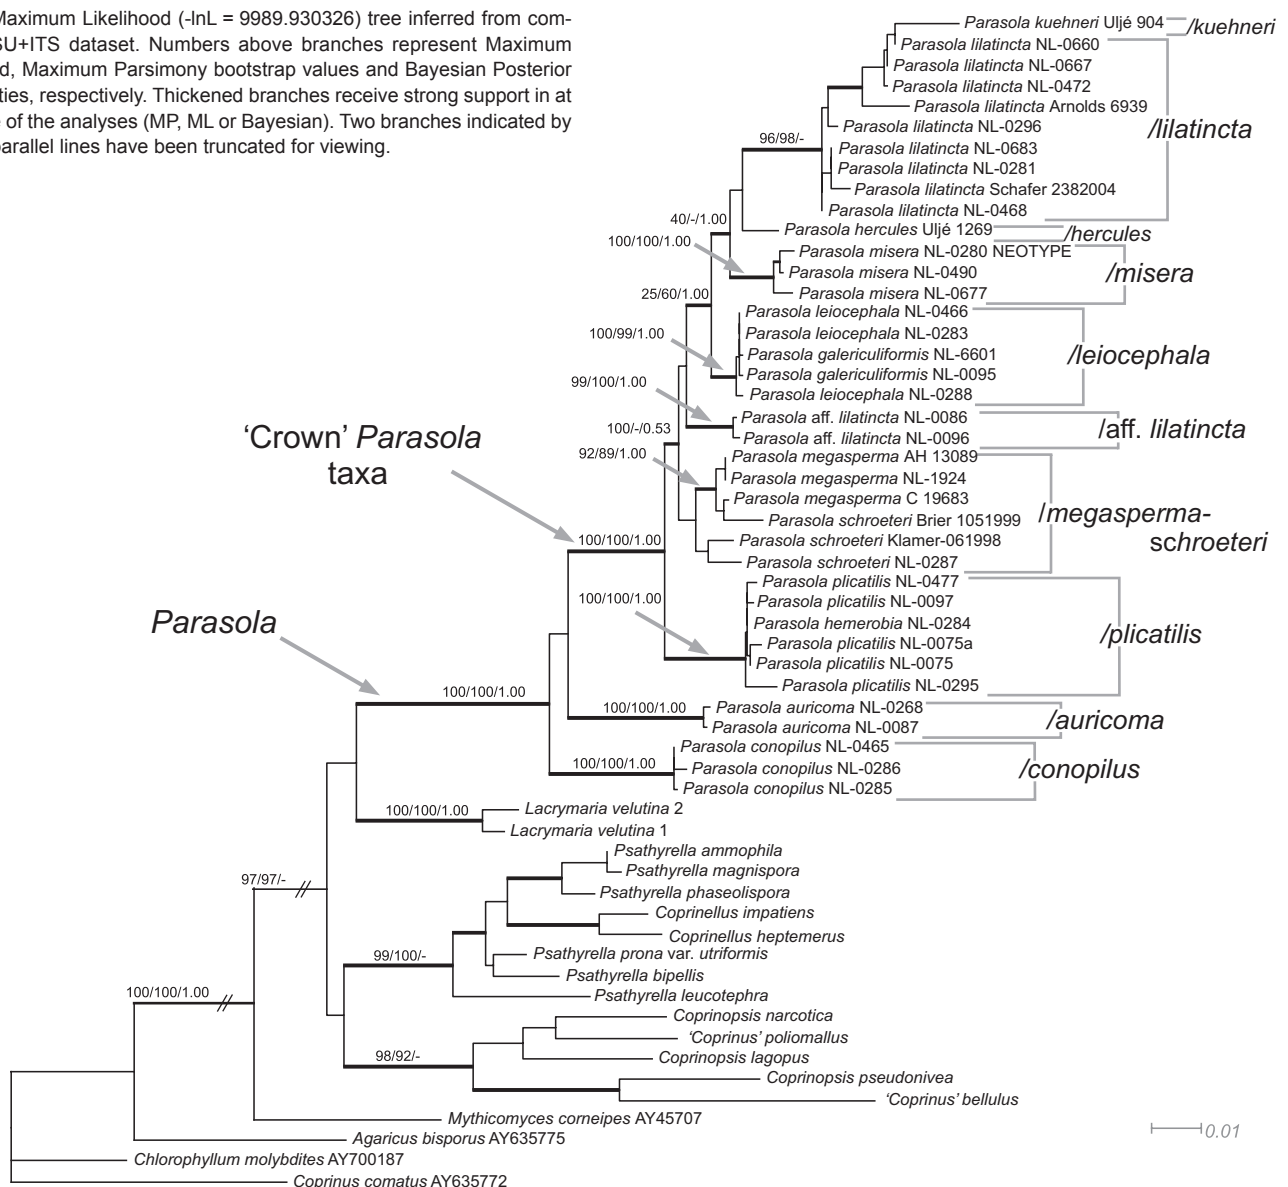 Maximum Likelihood (-lnL = 9989.930326) tree inferred from com-
SU+ITS dataset. Numbers above branches represent Maximum
d, Maximum Parsimony bootstrap values and Bayesian Posterior
ties, respectively. Thickened branches receive strong support in at
e of the analyses (MP, ML or Bayesian). Two branches indicated by
parallel lines have been truncated for viewing.
Parasola kuehneri Uljé 904
/kuehneri
Parasola lilatincta NL-0660
Parasola lilatincta NL-0667
Parasola lilatincta NL-0472
Parasola lilatincta Arnolds 6939
Parasola lilatincta NL-0296
/lilatincta
96/98/-
Parasola lilatincta NL-0683
Parasola lilatincta NL-0281
Parasola lilatincta Schafer 2382004
Parasola lilatincta NL-0468
40/-/1.00
Parasola hercules Uljé 1269
/hercules
100/100/1.00
Parasola misera NL-0280 NEOTYPE
Parasola misera NL-0490
/misera
Parasola misera NL-0677
25/60/1.00
Parasola leiocephala NL-0466
100/99/1.00
Parasola leiocephala NL-0283
Parasola galericuliformis NL-6601
/leiocephala
Parasola galericuliformis NL-0095
99/100/1.00
Parasola leiocephala NL-0288
Parasola aff. lilatincta NL-0086
100/-/0.53
/aff. lilatincta
Parasola aff. lilatincta NL-0096
‘Crown’ Parasola
taxa
92/89/1.00
Parasola megasperma AH 13089
Parasola megasperma NL-1924
Parasola megasperma C 19683
/megasperma-
schroeteri
Parasola schroeteri Brier 1051999
Parasola schroeteri Klamer-061998
100/100/1.00
Parasola schroeteri NL-0287
Parasola plicatilis NL-0477
100/100/1.00
Parasola plicatilis NL-0097
Parasola hemerobia NL-0284
/plicatilis
Parasola plicatilis NL-0075a
Parasola plicatilis NL-0075
Parasola plicatilis NL-0295
Parasola
100/100/1.00
100/100/1.00
Parasola auricoma NL-0268
/auricoma
Parasola auricoma NL-0087
Parasola conopilus NL-0465
100/100/1.00
Parasola conopilus NL-0286
/conopilus
Parasola conopilus NL-0285
100/100/1.00
Lacrymaria velutina 2
Lacrymaria velutina 1
Psathyrella ammophila
Psathyrella magnispora
97/97/-
Psathyrella phaseolispora
Coprinellus impatiens
Coprinellus heptemerus
99/100/-
Psathyrella prona var. utriformis
Psathyrella bipellis
100/100/1.00
Psathyrella leucotephra
Coprinopsis narcotica
‘Coprinus’ poliomallus
98/92/-
Coprinopsis lagopus
Coprinopsis pseudonivea
‘Coprinus’ bellulus
Mythicomyces corneipes AY45707
Agaricus bisporus AY635775
0.01
Chlorophyllum molybdites AY700187
Coprinus comatus AY635772